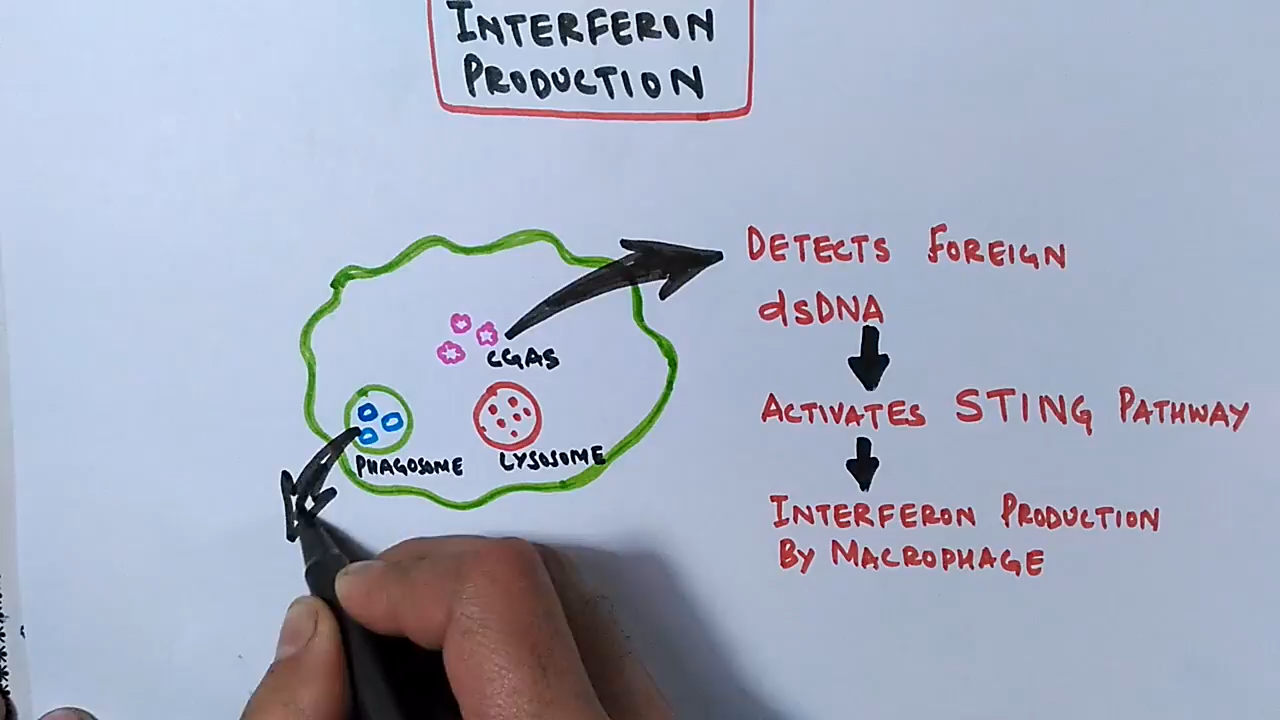 INTERFERON
PRODUCTION
DETECTS FOREIGN
dsDNA
CGAS
ACTIVATES STING PATHWAY
PHAGOSOME
LYSOSOME
INTERFERON PRODUCTION
BY MACROPHAGE